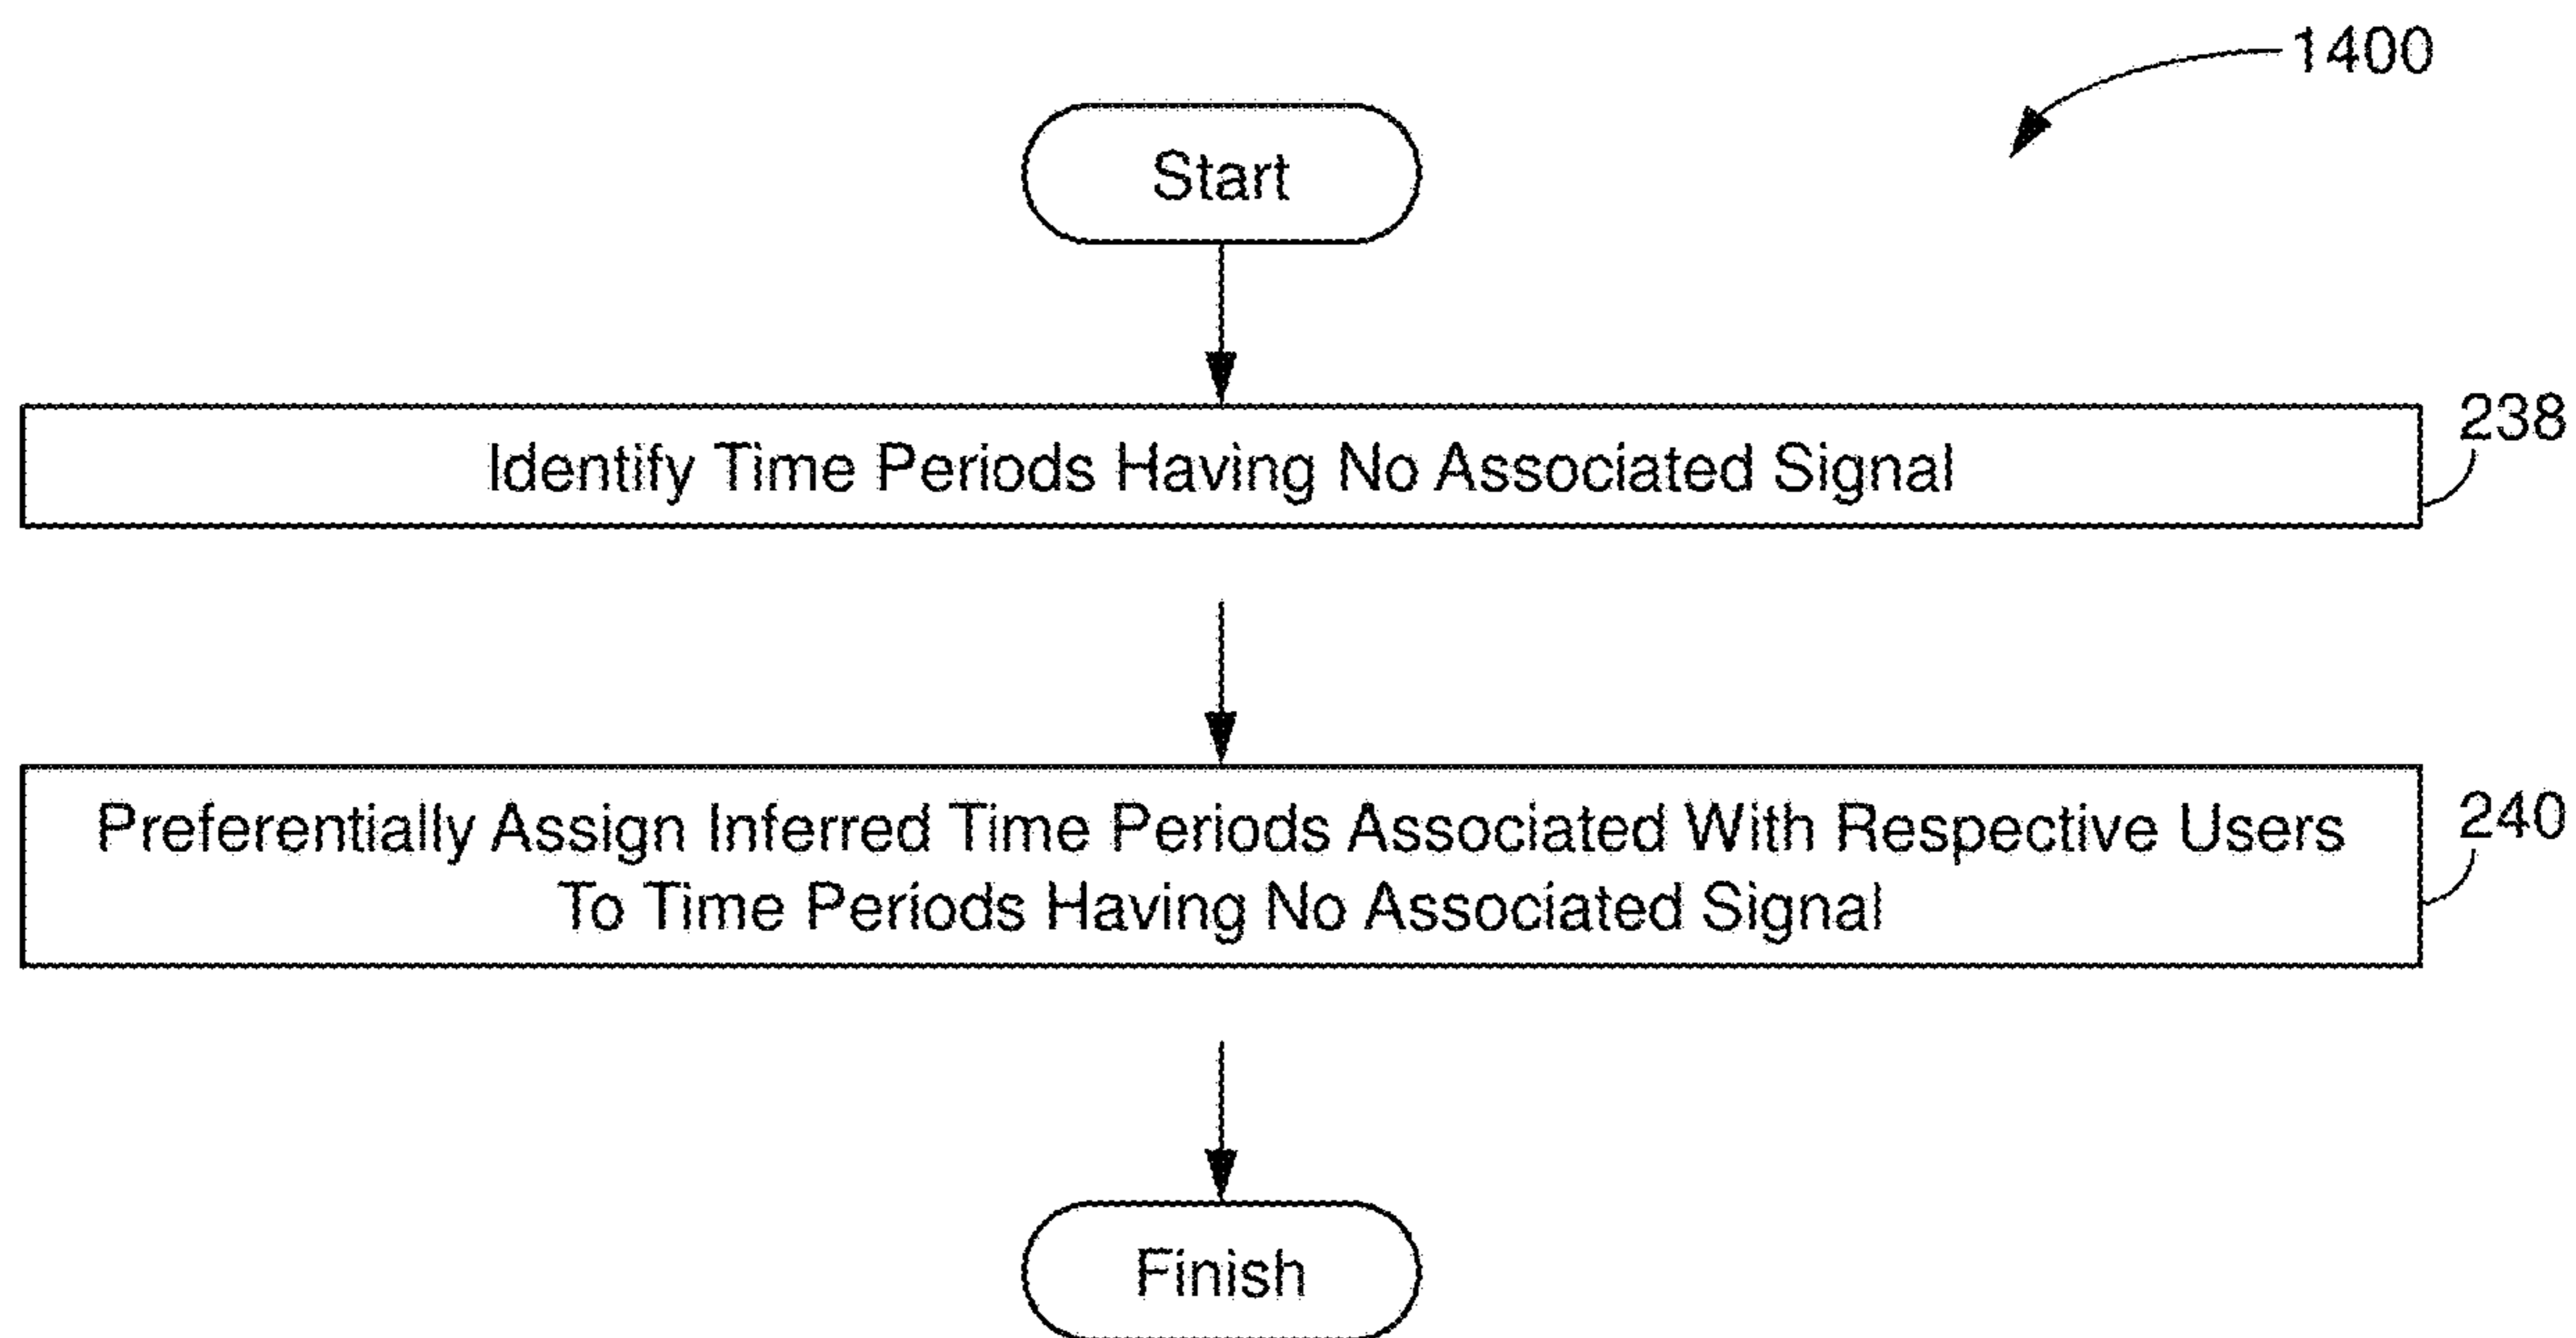 1400
Start
Identify Time Periods Having No Associated Signal
238
Preferentially Assign Inferred Time Periods Associated With Respective Users
To Time Periods Having No Associated Signal
240
Finish